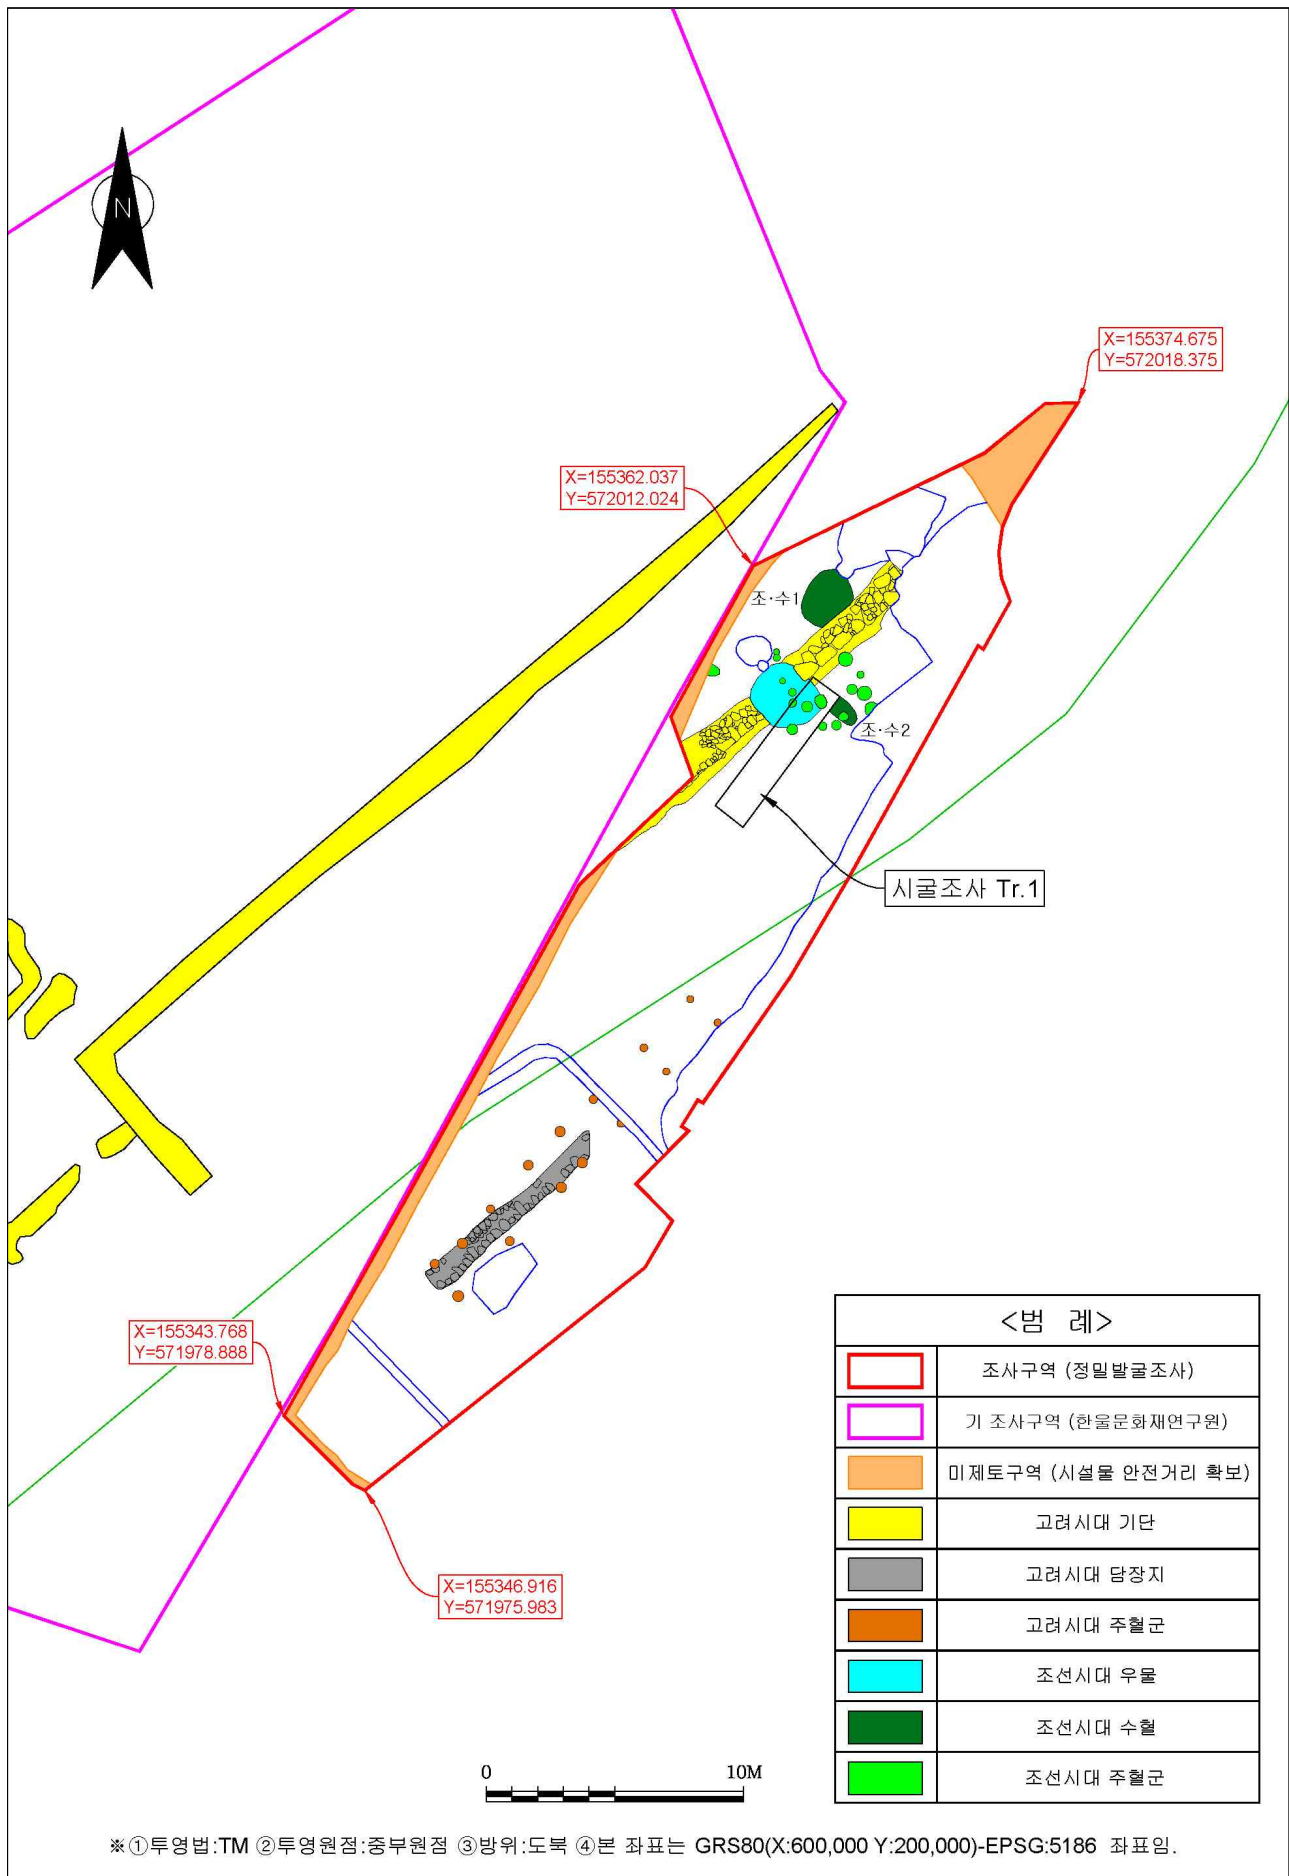 N
X=155374.675
Y=572018.375
X=155362.037
Y=572012.024
조·수1
조·수2
시굴조사 Tr.1
X=155343.768
Y=571978.888
X=155346.916
Y=571975.983
<범 례>
조사구역 (정밀발굴조사)
기 조사구역 (한울문화재연구원)
미제토구역 (시설물 안전거리 확보)
고려시대 기단
고려시대 담장지
고려시대 주혈군
조선시대 우물
조선시대 수혈
조선시대 주혈군
0 10M
※①투영법:TM ②투영원점:중부원점 ③방위:도북 ④본 좌표는 GRS80(X:600,000 Y:200,000)-EPSG:5186 좌표임.